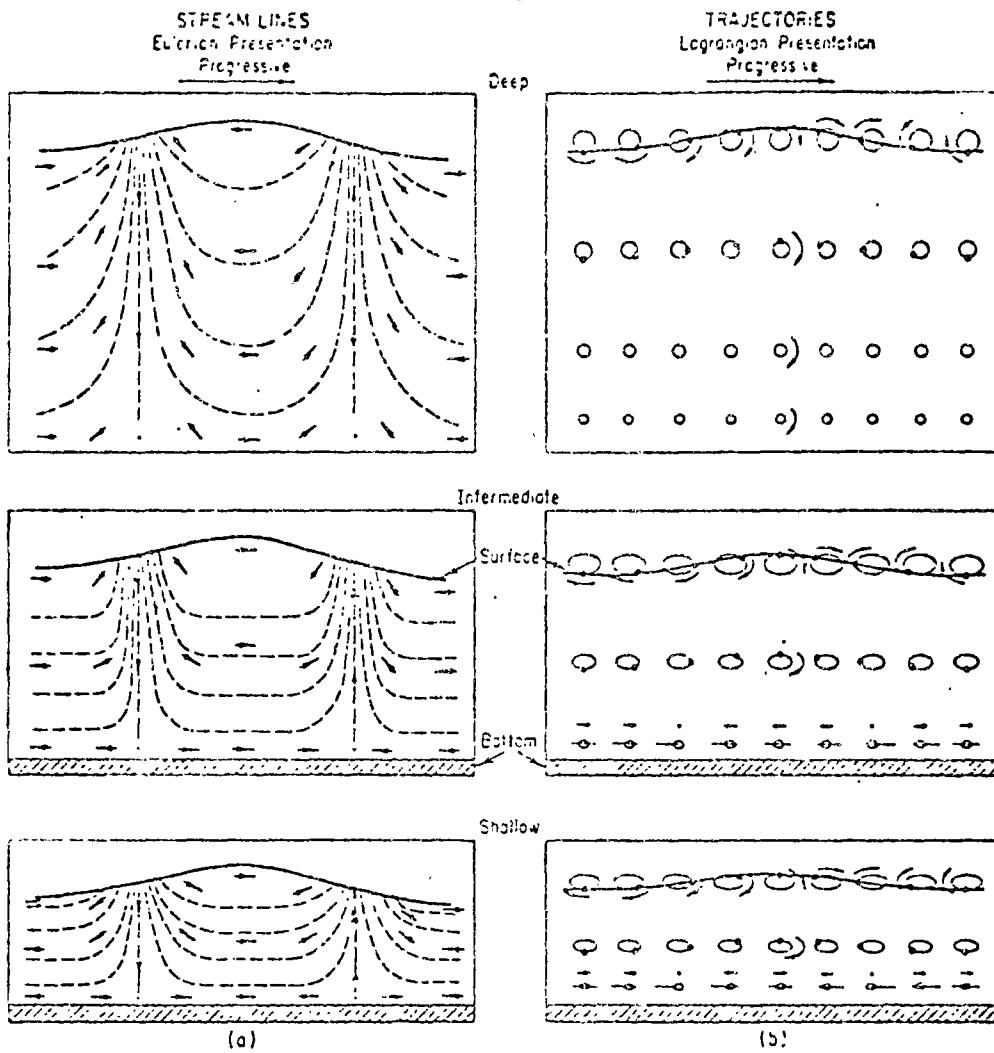 STREAM LINES
Eulerian Presentation
Progressive
TRAJECTORIES
Lagrangian Presentation
Progressive
Deep
Intermediate
Surface
Bottom
Shallow
(a)
(b)